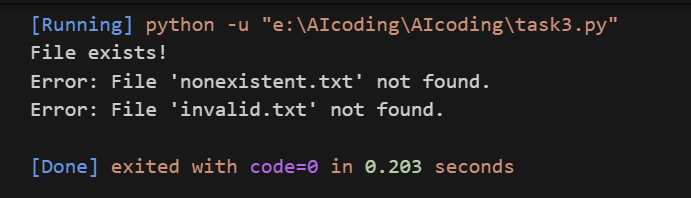 [Running] python -u "e:\AIcoding\AIcoding\task3.py"
File exists!
Error: File 'nonexistent.txt' not found.
Error: File 'invalid.txt' not found.
[Done] exited with code=0 in 0.203 seconds